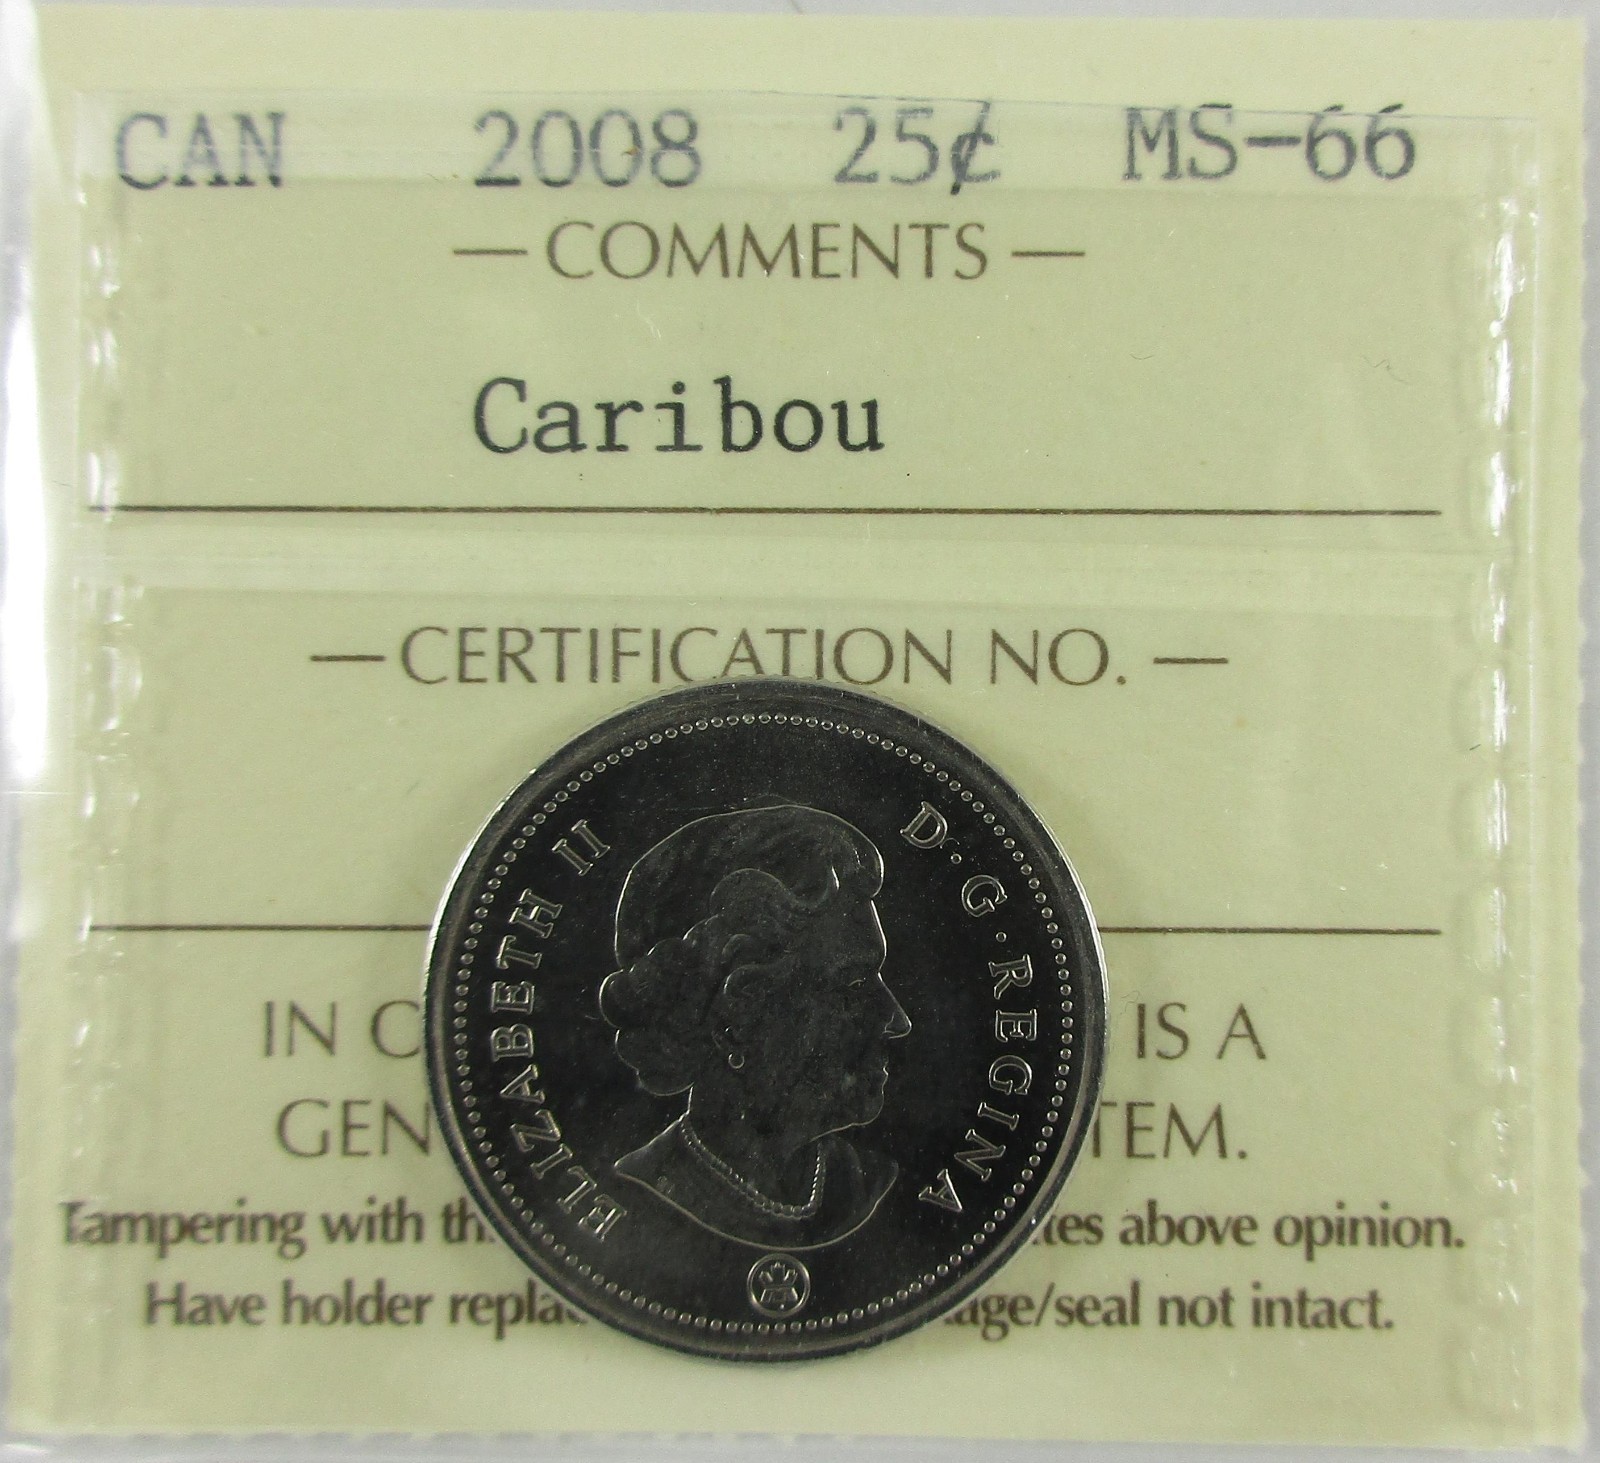 CAN 2008 25¢ MS-66
— COMMENTS —
Caribou
— CERTIFICATION NO. —
ELIZABETH II D·G·REGINA
IN C IS A
GEN TEM.
Tampering with th tes above opinion.
Have holder repla age/seal not intact.